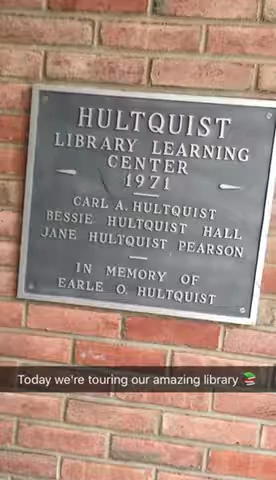 HULTQUIST
LIBRARY LEARNING
CENTER
1971
CARL A. HULTQUIST
BESSIE HULTQUIST HALL
JANE HULTQUIST PEARSON
IN MEMORY OF
EARLE O. HULTQUIST
Today we're touring our amazing library 📚